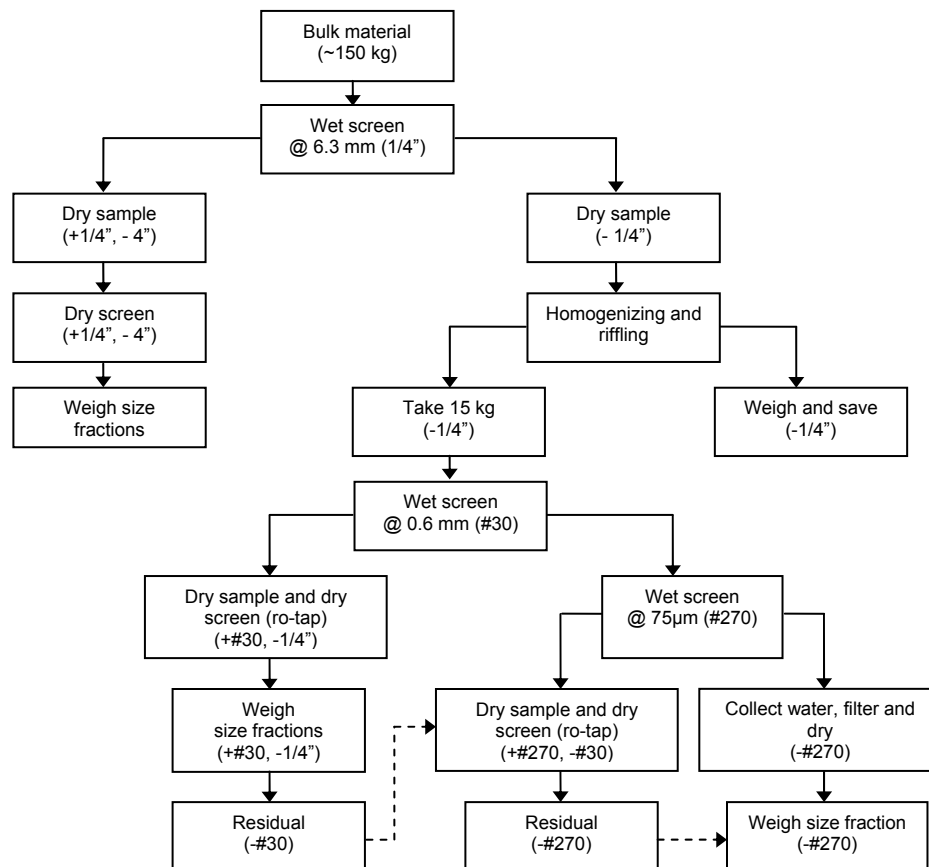 Bulk material
(~150 kg)
Wet screen
@ 6.3 mm (1/4”)
Dry sample
(+1/4”, - 4”)
Dry sample
(- 1/4”)
Dry screen
(+1/4”, - 4”)
Homogenizing and
riffling
Weigh size
fractions
Take 15 kg
(-1/4”)
Weigh and save
(-1/4”)
Wet screen
@ 0.6 mm (#30)
Dry sample and dry
screen (ro-tap)
(+#30, -1/4”)
Wet screen
@ 75µm (#270)
Weigh
size fractions
(+#30, -1/4”)
Dry sample and dry
screen (ro-tap)
(+#270, -#30)
Collect water, filter and
dry
(-#270)
Residual
(-#30)
Residual
(-#270)
Weigh size fraction
(-#270)